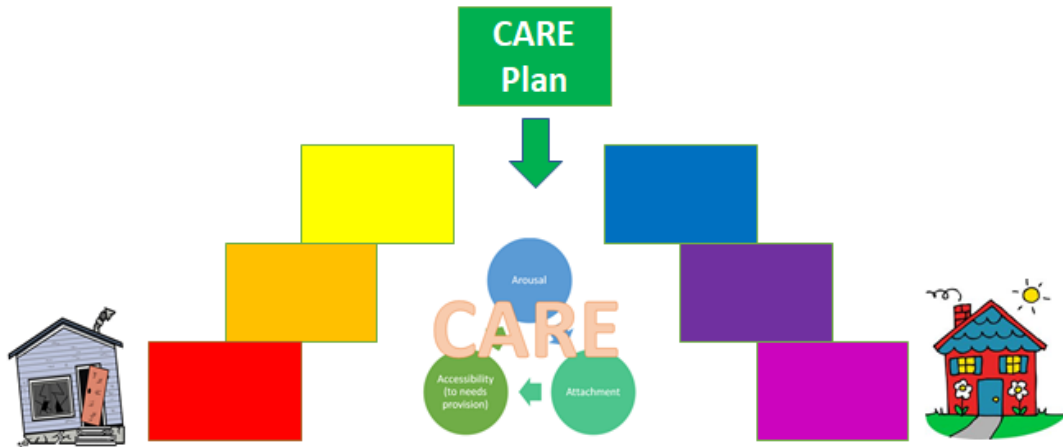 CARE
Plan
Arousal
CARE
Accessibility
(to needs
provision)
Attachment